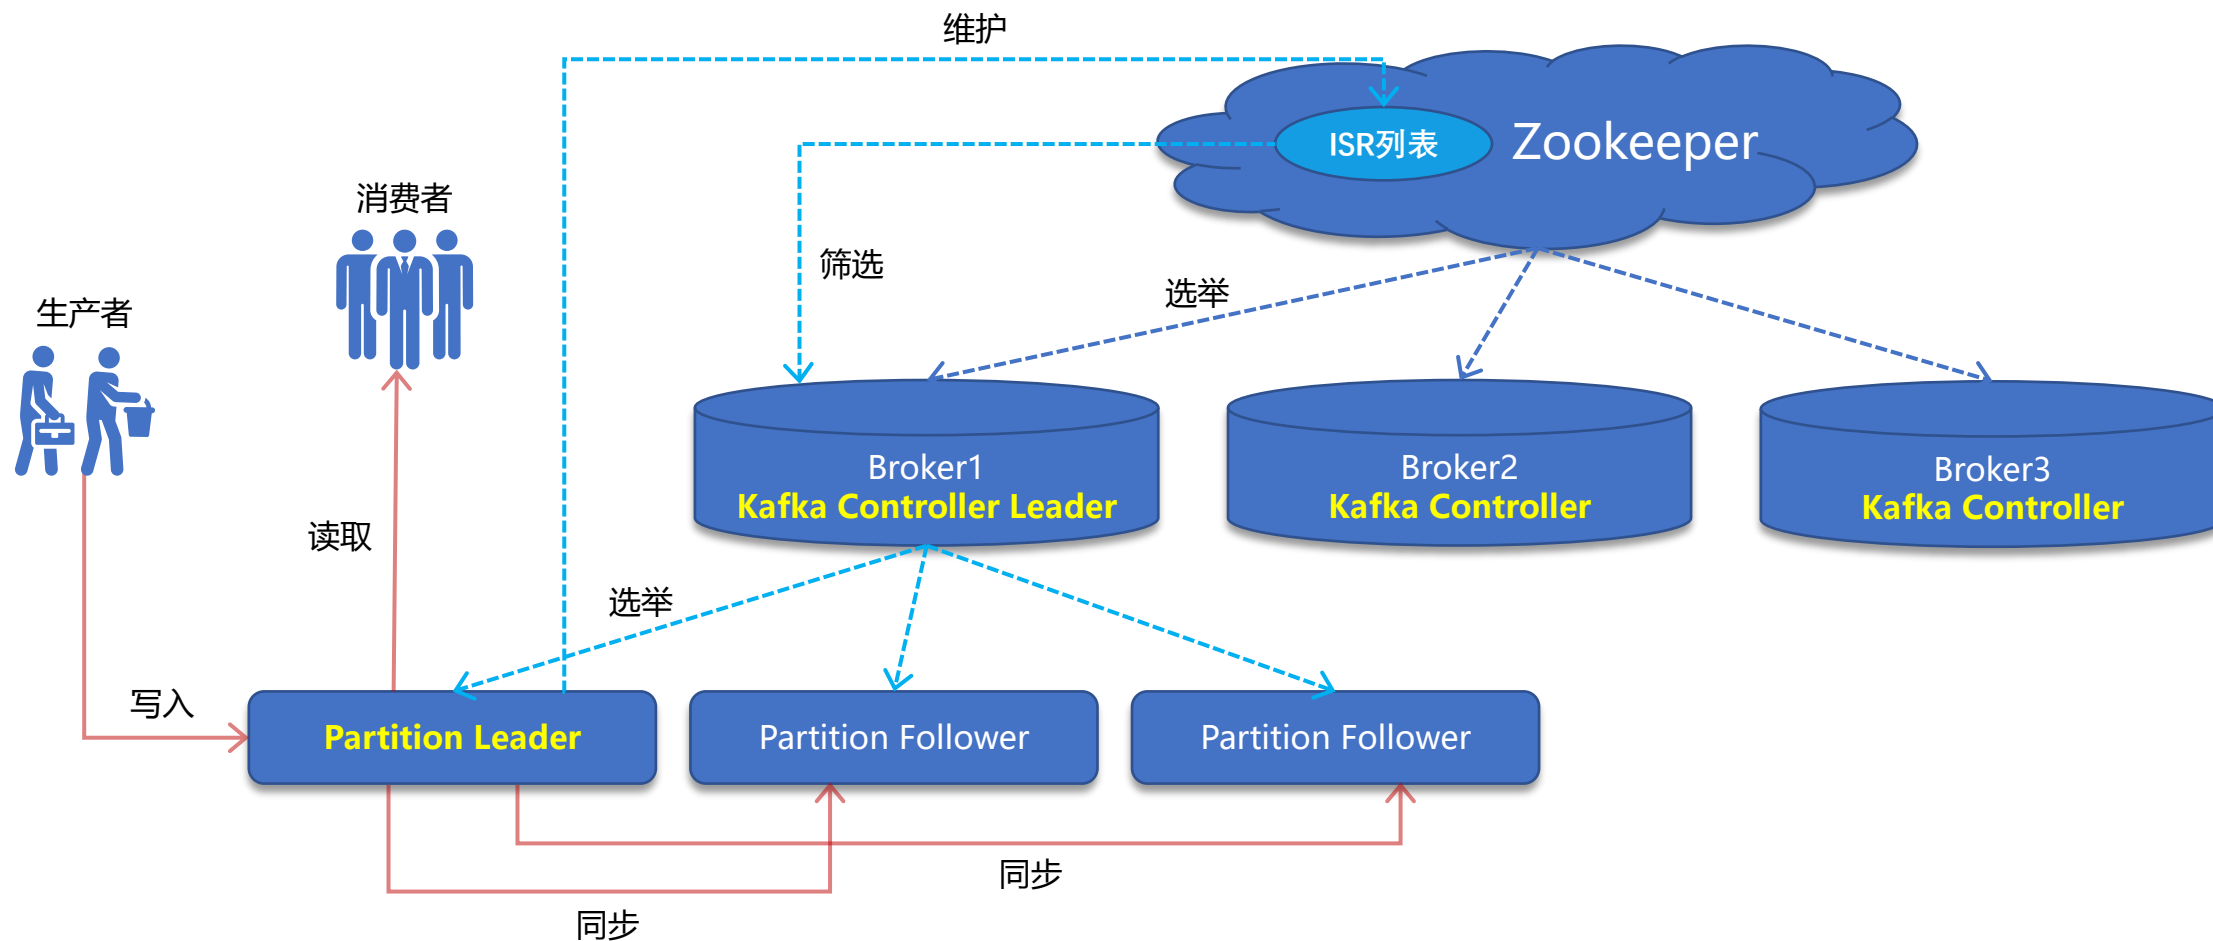 维护
ISR列表
Zookeeper
消费者
筛选
选举
生产者
Broker1
Kafka Controller Leader
Broker2
Kafka Controller
Broker3
Kafka Controller
读取
选举
写入
Partition Leader
Partition Follower
Partition Follower
同步
同步